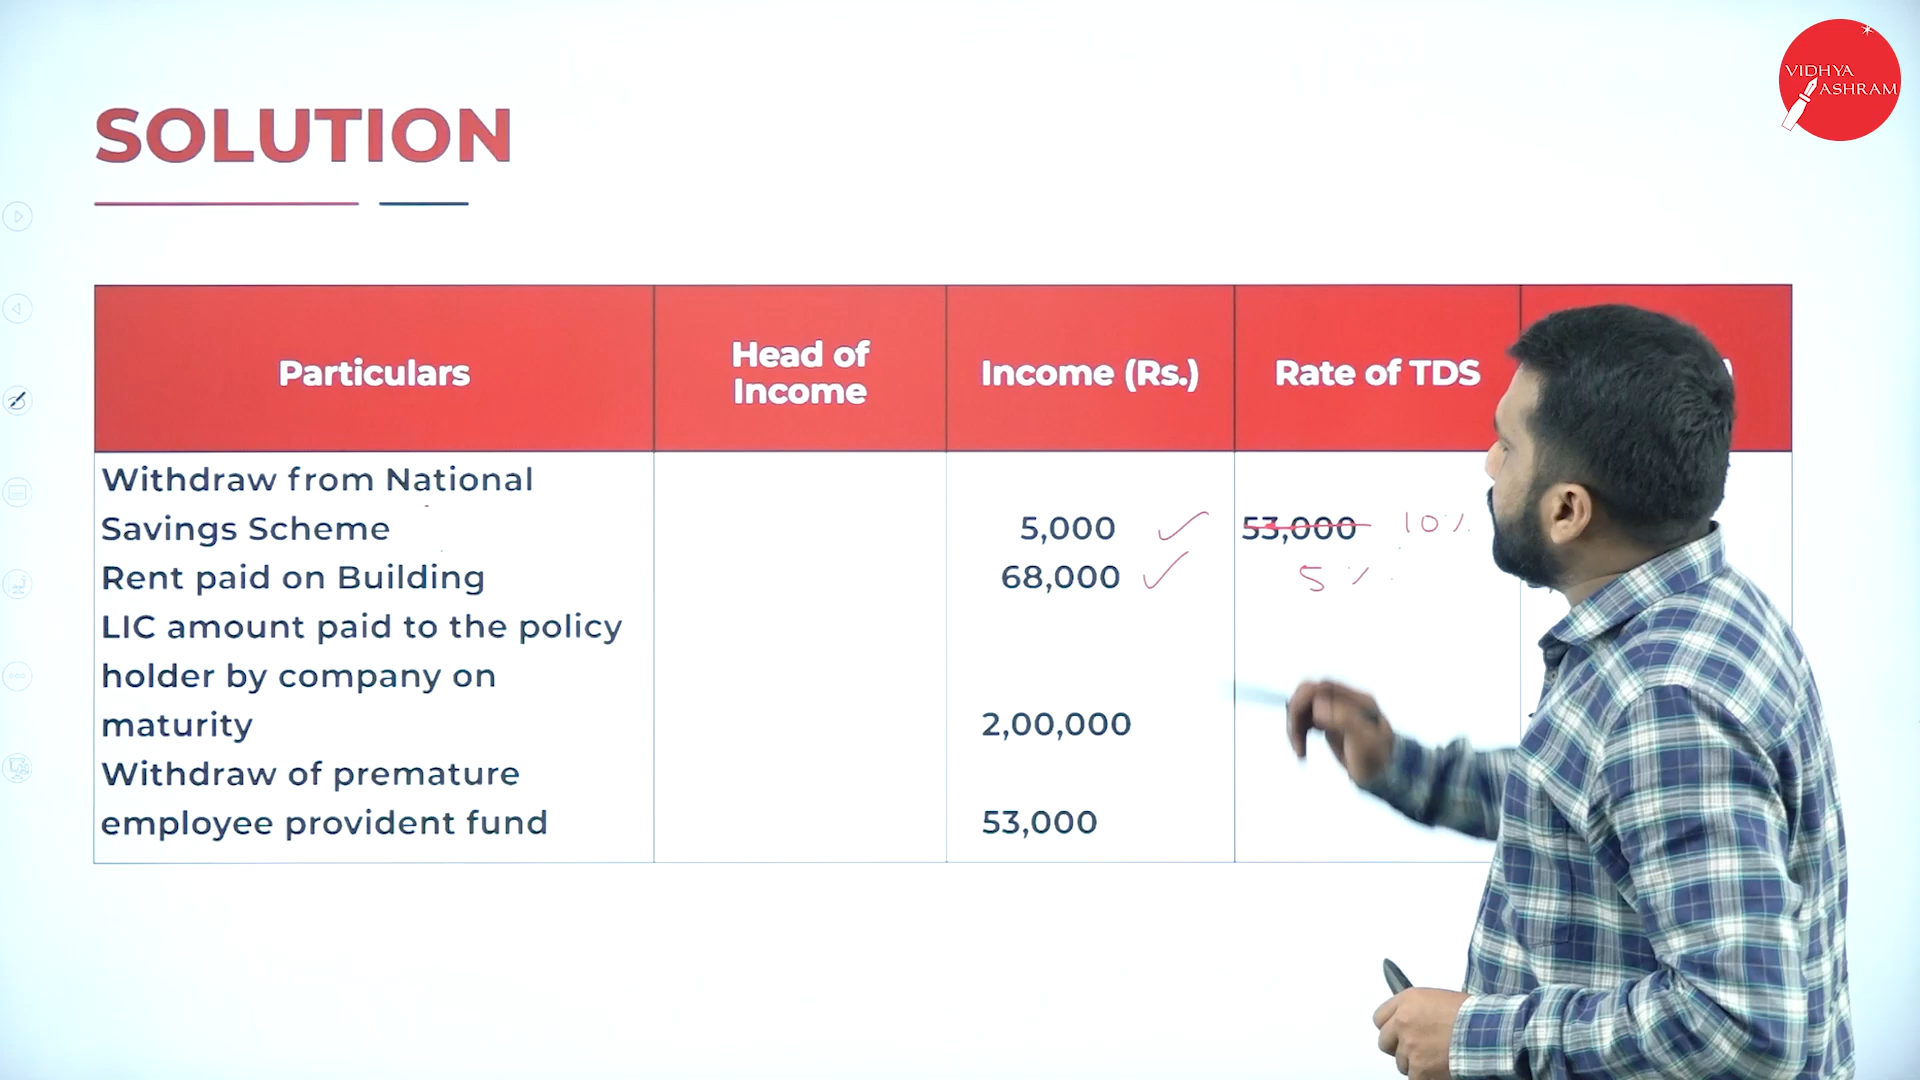 VIDHYA
ASHRAM
SOLUTION
Particulars
Head of
Income
Income (Rs.)
Rate of TDS
Withdraw from National
Savings Scheme
5,000
53,000
10%
Rent paid on Building
68,000
5%
LIC amount paid to the policy
holder by company on
maturity
2,00,000
Withdraw of premature
employee provident fund
53,000